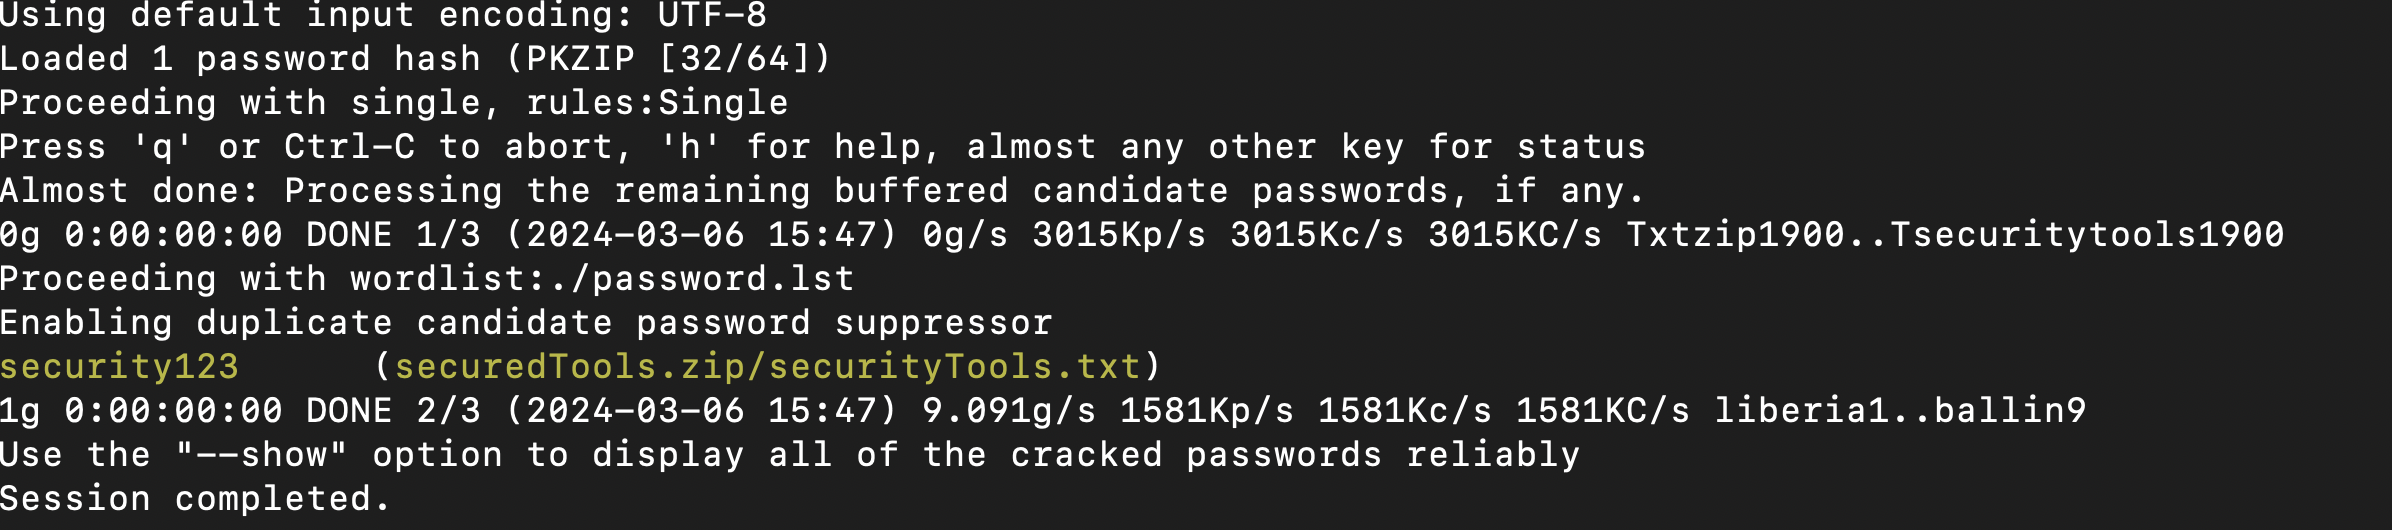 Using default input encoding: UTF-8
Loaded 1 password hash (PKZIP [32/64])
Proceeding with single, rules:Single
Press 'q' or Ctrl-C to abort, 'h' for help, almost any other key for status
Almost done: Processing the remaining buffered candidate passwords, if any.
0g 0:00:00:00 DONE 1/3 (2024-03-06 15:47) 0g/s 3015Kp/s 3015Kc/s 3015KC/s Txtzip1900..Tsecuritytools1900
Proceeding with wordlist:./password.lst
Enabling duplicate candidate password suppressor
security123      (securedTools.zip/securityTools.txt)
1g 0:00:00:00 DONE 2/3 (2024-03-06 15:47) 9.091g/s 1581Kp/s 1581Kc/s 1581KC/s liberia1..ballin9
Use the "--show" option to display all of the cracked passwords reliably
Session completed.